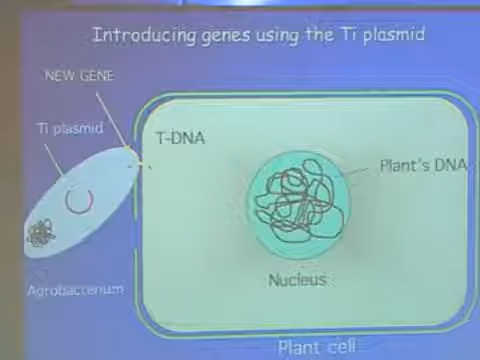 Introducing genes using the Ti plasmid
NEW GENE
Ti plasmid
T-DNA
Plant's DNA
Nucleus
Agrobacterium
Plant cell